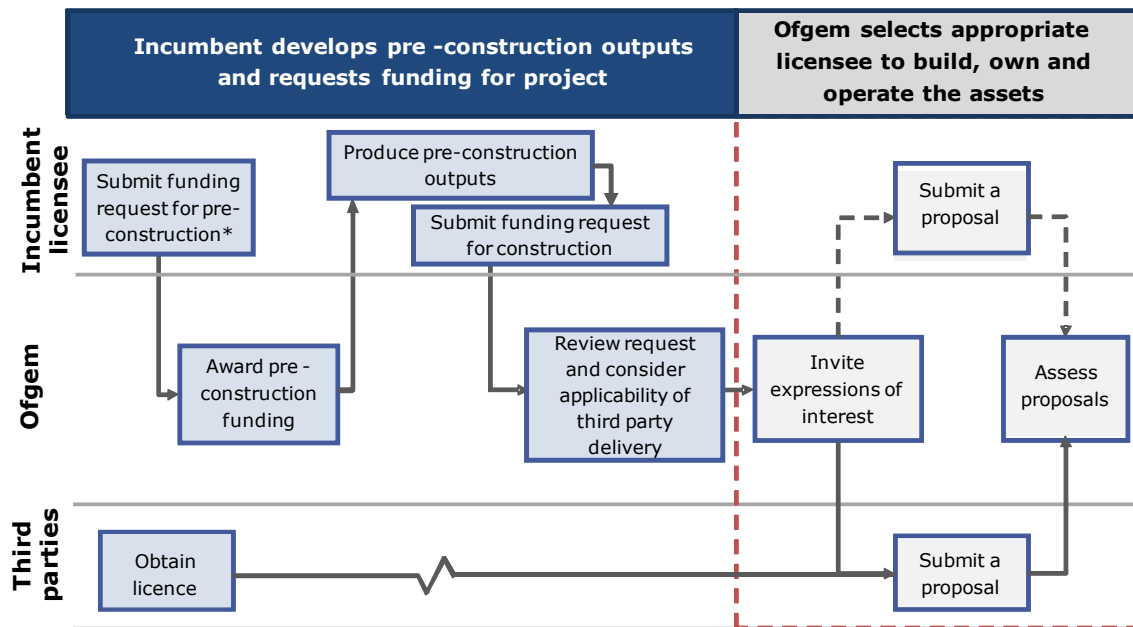 Incumbent develops pre -construction outputs
and requests funding for project
Ofgem selects appropriate
licensee to build, own and
operate the assets
Incumbent
licensee
Submit funding
request for pre-
construction*
Produce pre-construction
outputs
Submit funding request
for construction
Submit a
proposal
Ofgem
Award pre -
construction
funding
Review request
and consider
applicability of
third party
delivery
Invite
expressions of
interest
Assess
proposals
Third
parties
Obtain
licence
Submit a
proposal